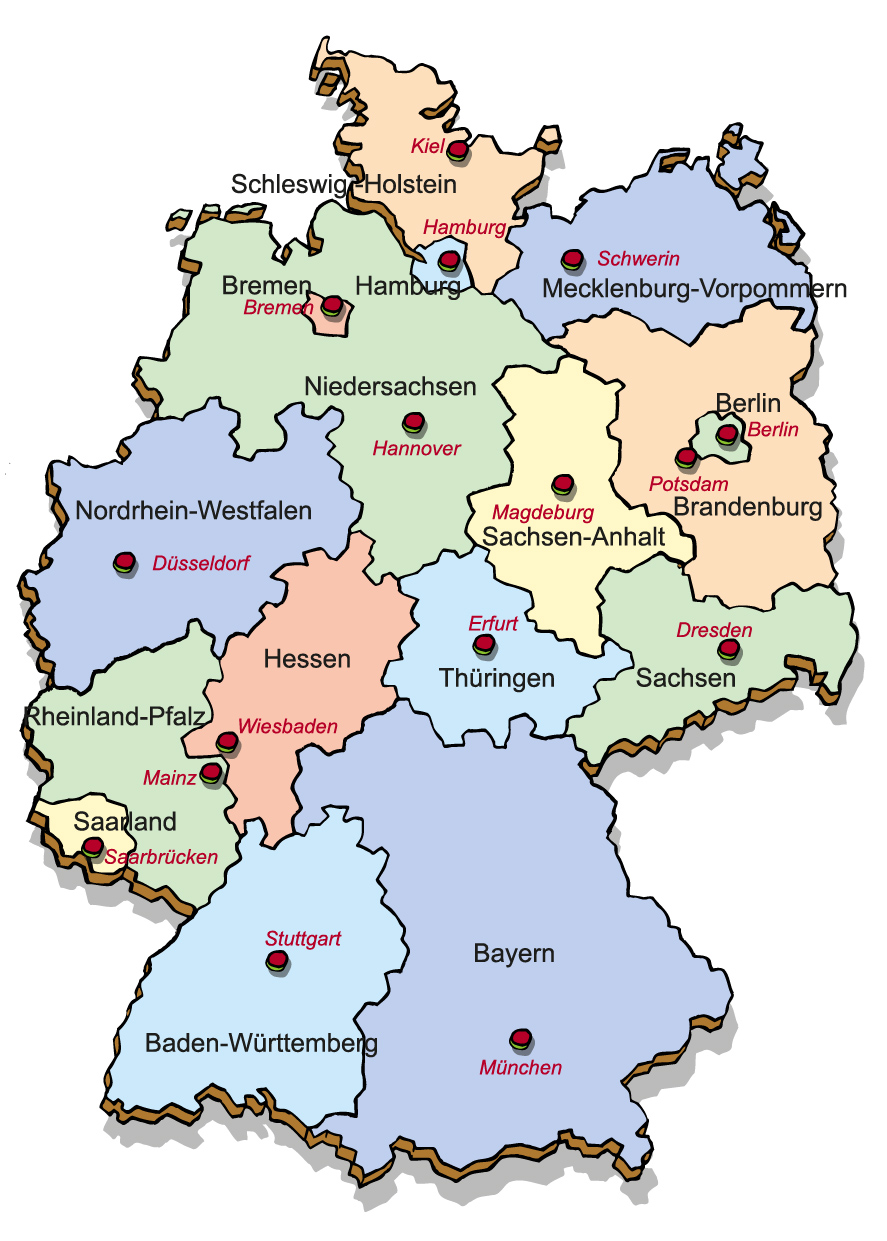 Kiel
Schleswig-Holstein
Hamburg
Schwerin
Bremen
Hamburg
Mecklenburg-Vorpommern
Bremen
Niedersachsen
Berlin
Berlin
Hannover
Potsdam
Brandenburg
Nordrhein-Westfalen
Magdeburg
Sachsen-Anhalt
Düsseldorf
Erfurt
Dresden
Hessen
Thüringen
Sachsen
Rheinland-Pfalz
Wiesbaden
Mainz
Saarland
Saarbrücken
Stuttgart
Bayern
Baden-Württemberg
München